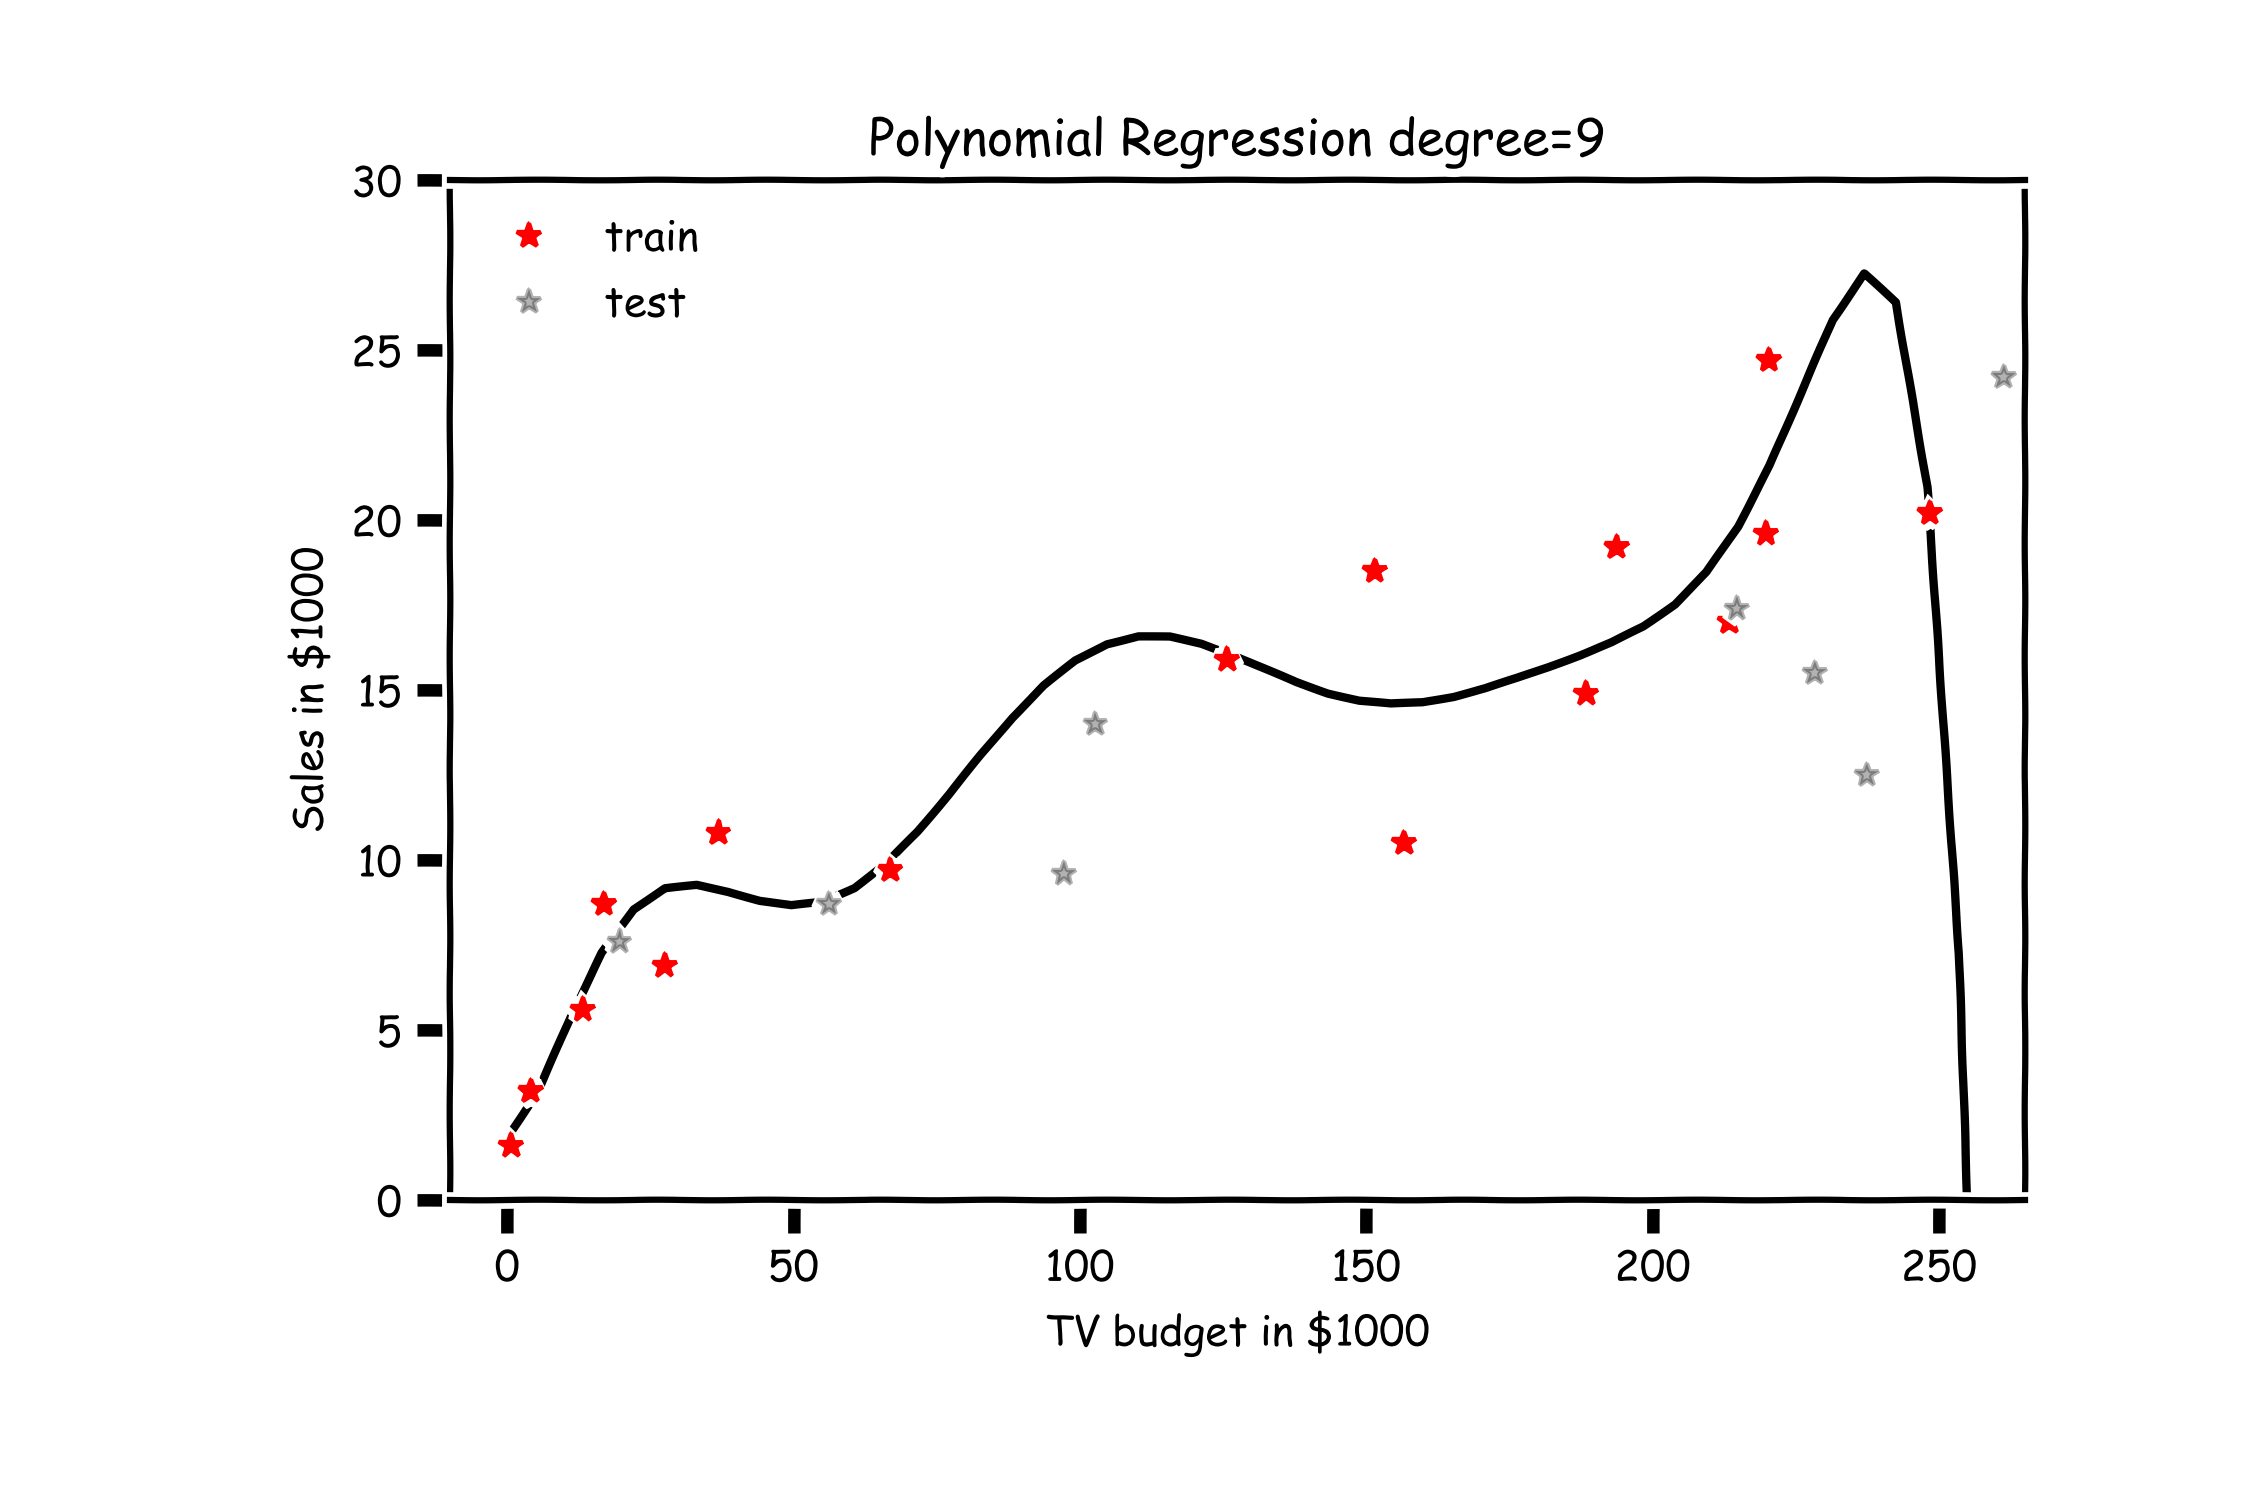 Polynomial Regression degree=9
train
test
30
25
20
15
10
5
0
Sales in $1000
0 50 100 150 200 250
TV budget in $1000